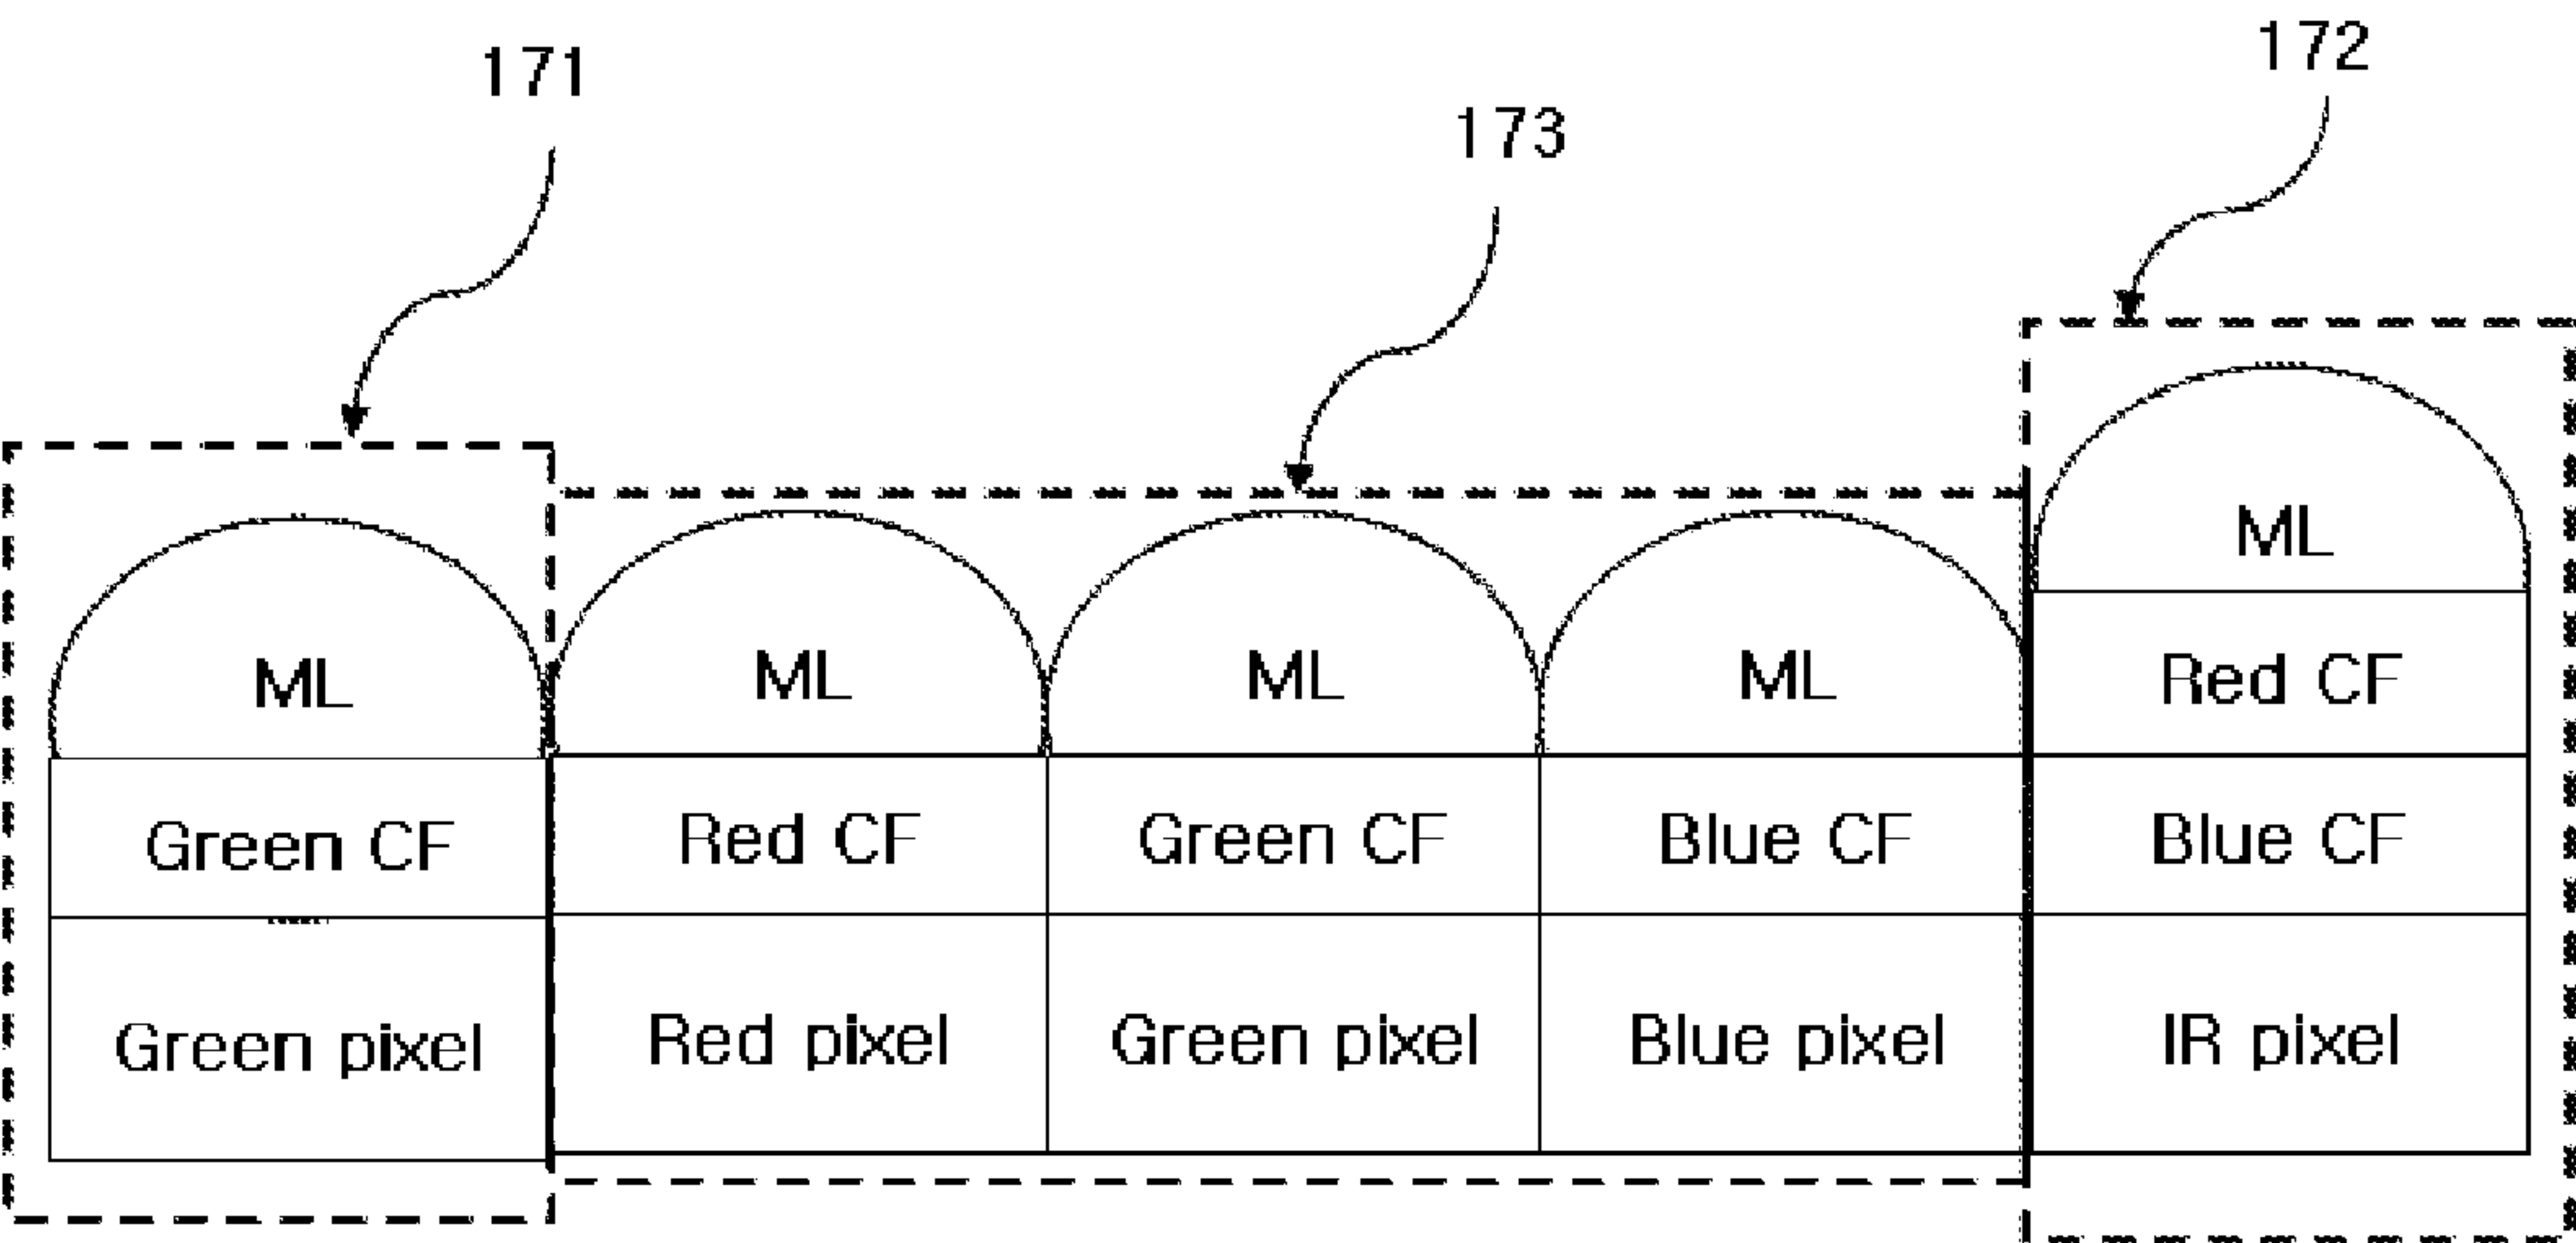 171
173
172
ML
ML
ML
ML
ML
Red CF
Green CF
Red CF
Green CF
Blue CF
Blue CF
Green pixel
Red pixel
Green pixel
Blue pixel
IR pixel